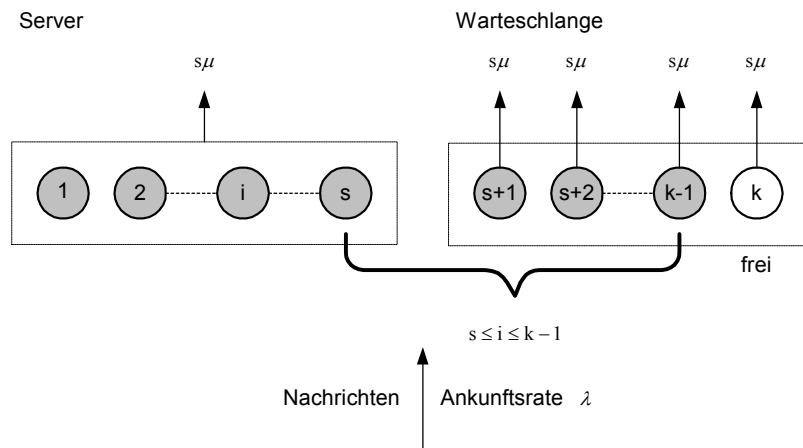 Server Warteschlange
sμ sμ sμ sμ sμ
1 2 i s s+1 s+2 k-1 k
frei
s ≤ i ≤ k − 1
Nachrichten Ankunftsrate λ